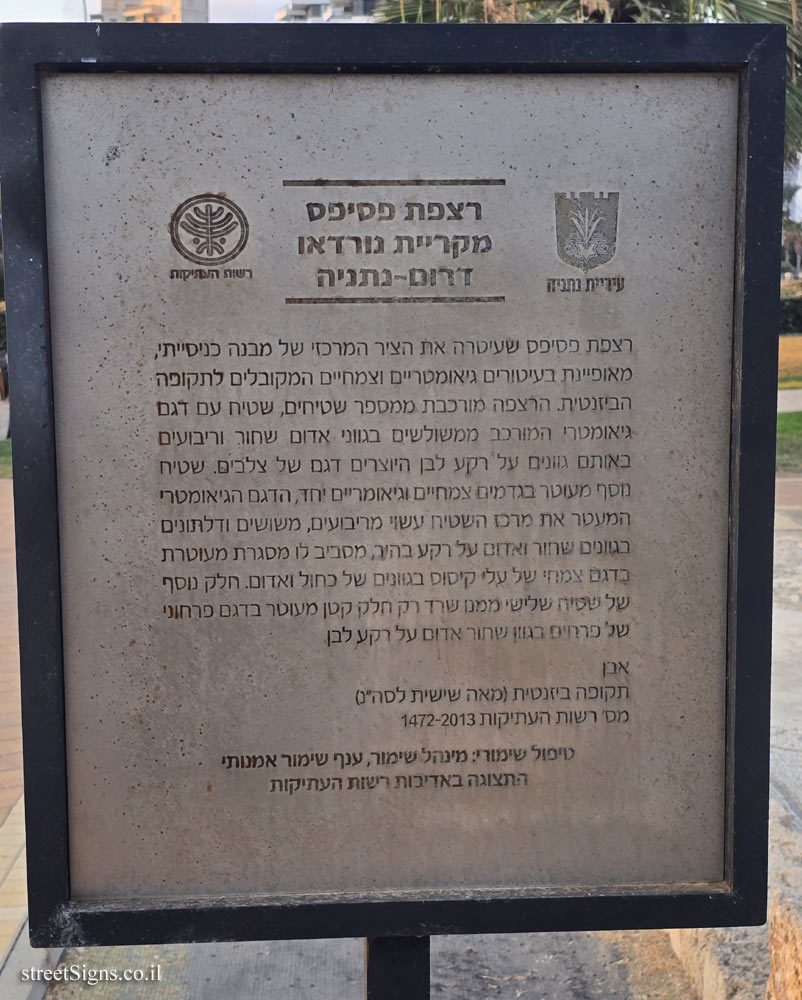 רצפת פסיפס
מקריית נורדאו
דרום-נתניה
רשות העתיקות
עיריית נתניה
רצפת פסיפס שעיטרה את הציר המרכזי של מבנה כניסייתי,
מאופיינת בעיטורים גיאומטריים וצמחיים המקובלים לתקופה
הביזנטית. הרצפה מורכבת ממספר שטיחים, שטיח עם דגם
גיאומטרי המורכב ממשולשים בגווני אדום שחור וריבועים
באותם גוונים על רקע לבן היוצרים דגם של צלבים. שטיח
נוסף מעוטר בגדמים צמחיים וגיאומריים יחד, הדגם הגיאומטרי
המעטר את מרכז השטיח עשוי מריבועים, משושים ודלתונים
בגוונים שחור ואדום על רקע בהיר, מסביב לו מסגרת מעוטרת
בדגם צמחי של עלי קיסוס בגוונים של כחול ואדום. חלק נוסף
של שטיח שלישי ממנו שרד רק חלק קטן מעוטר בדגם פרחוני
של פרחים בגוון שחור אדום על רקע לבן.
אבן
תקופה ביזנטית (מאה שישית לסה"נ)
מס' רשות העתיקות 1472-2013
טיפול שימורי: מינהל שימור, ענף שימור אמנותי
התצוגה באדיבות רשות העתיקות
streetSigns.co.il